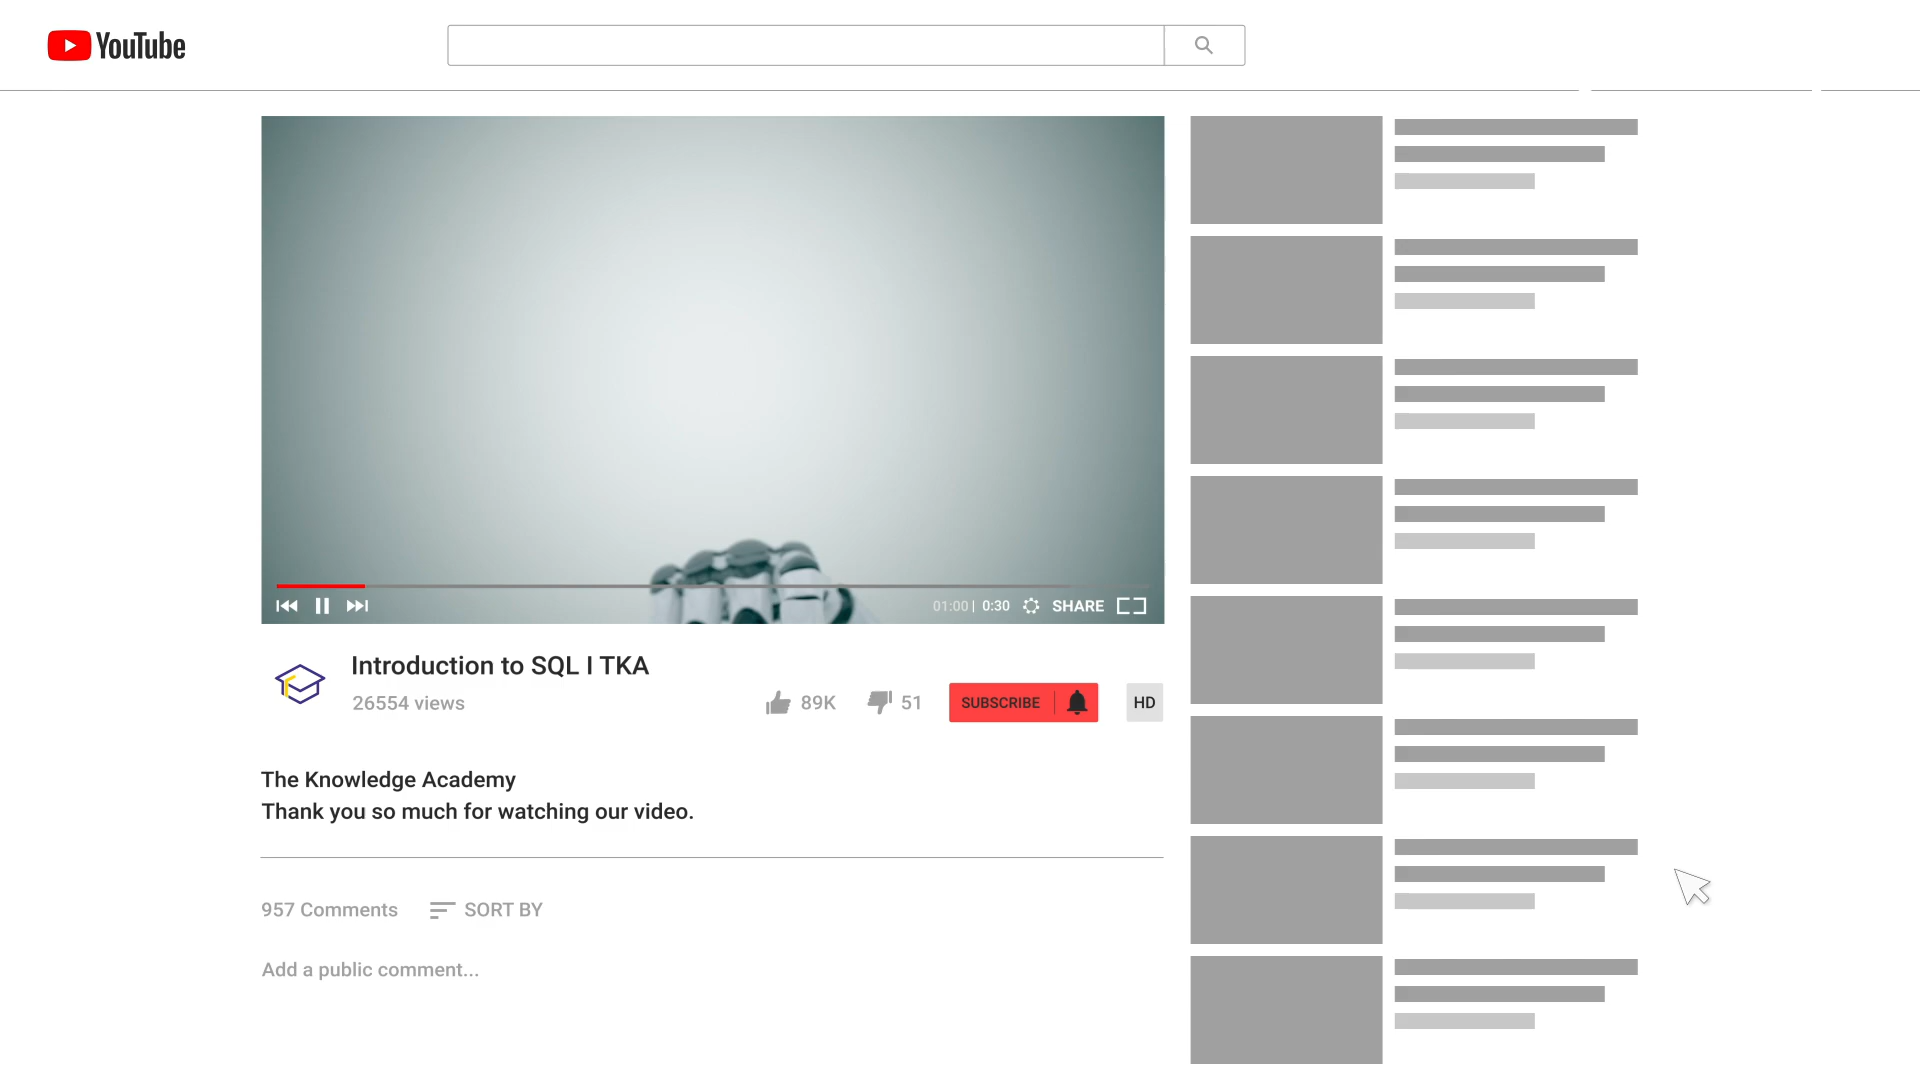 YouTube
01:00 | 0:30 SHARE
Introduction to SQL I TKA
26554 views
89K 51 SUBSCRIBE HD
The Knowledge Academy
Thank you so much for watching our video.
957 Comments SORT BY
Add a public comment...